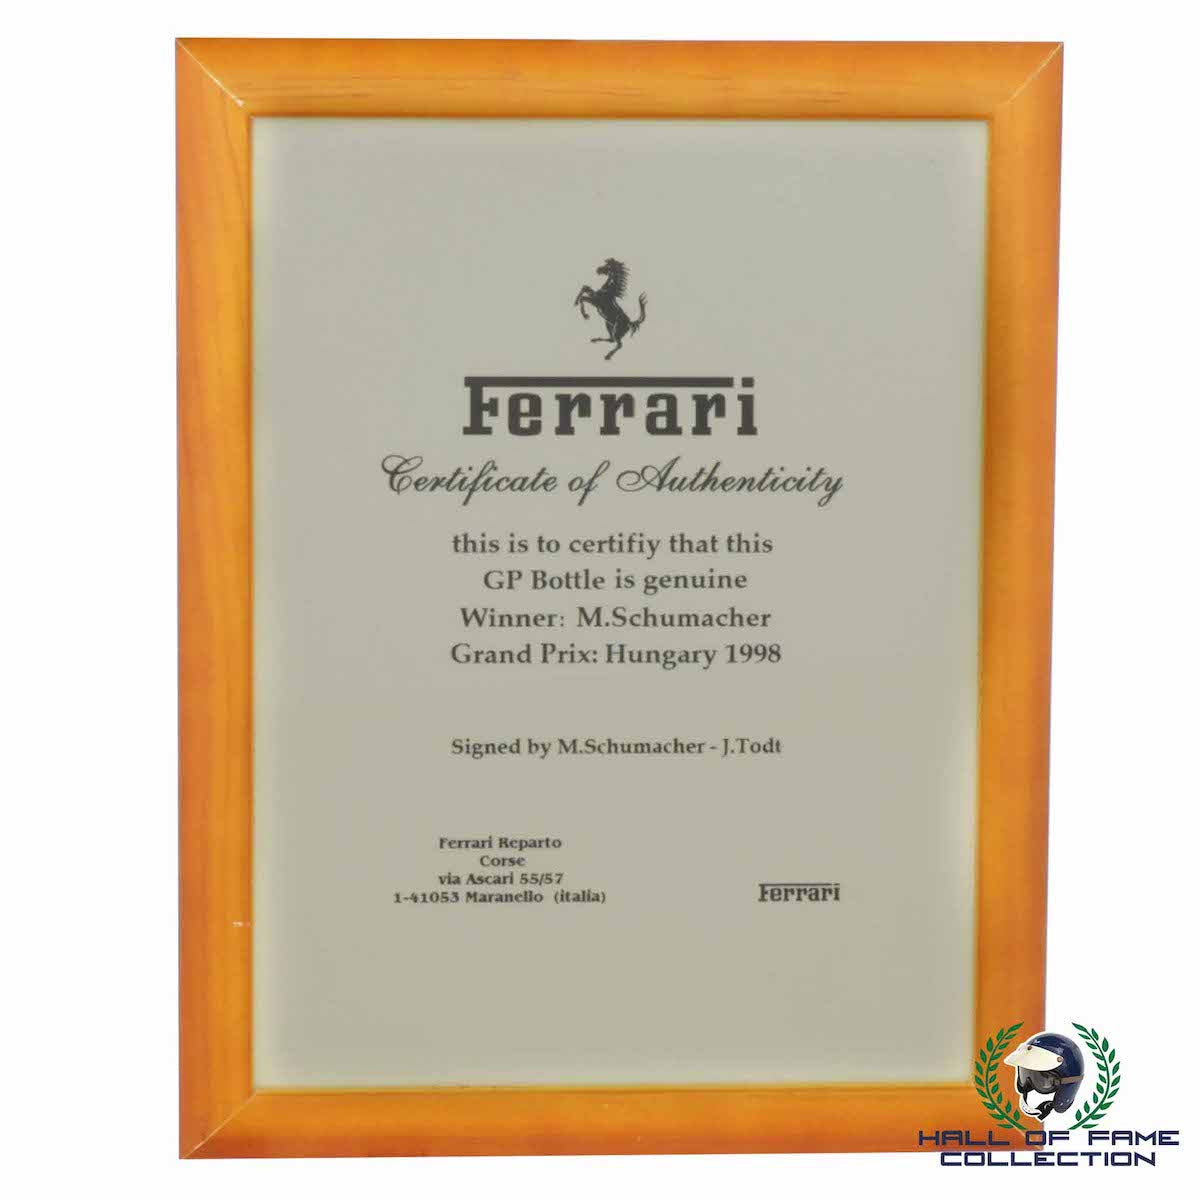 Ferrari
Certificate of Authenticity
this is to certifiy that this
GP Bottle is genuine
Winner: M.Schumacher
Grand Prix: Hungary 1998
Signed by M.Schumacher - J.Todt
Ferrari Reparto
Corse
via Ascari 55/57
1-41053 Maranello (italia)
Ferrari
HALL OF FAME
COLLECTION